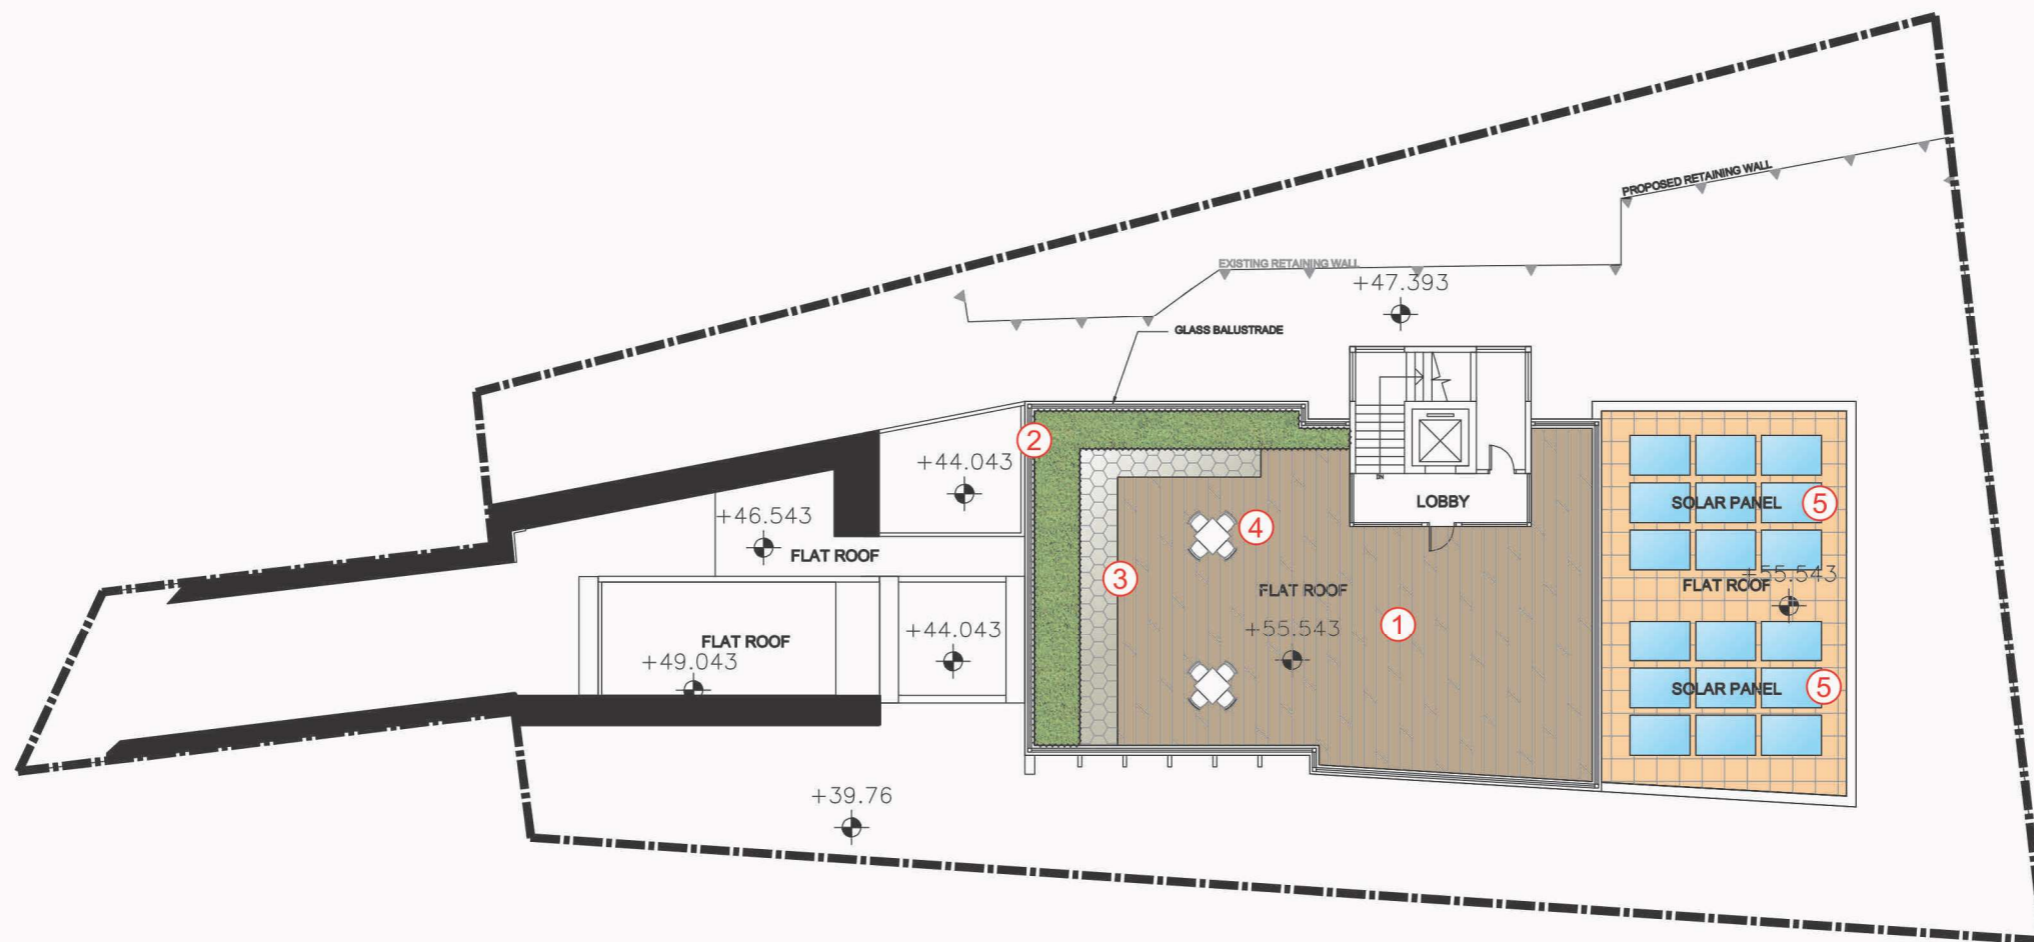 PROPOSED RETAINING WALL
EXISTING RETAINING WALL
+47.393
GLASS BALUSTRADE
2
+44.043
LOBBY
DN
SOLAR PANEL
5
+46.543
4
FLAT ROOF
3
FLAT ROOF
+55.543
FLAT ROOF
+55.543
1
FLAT ROOF
+49.043
+44.043
SOLAR PANEL
5
+39.76